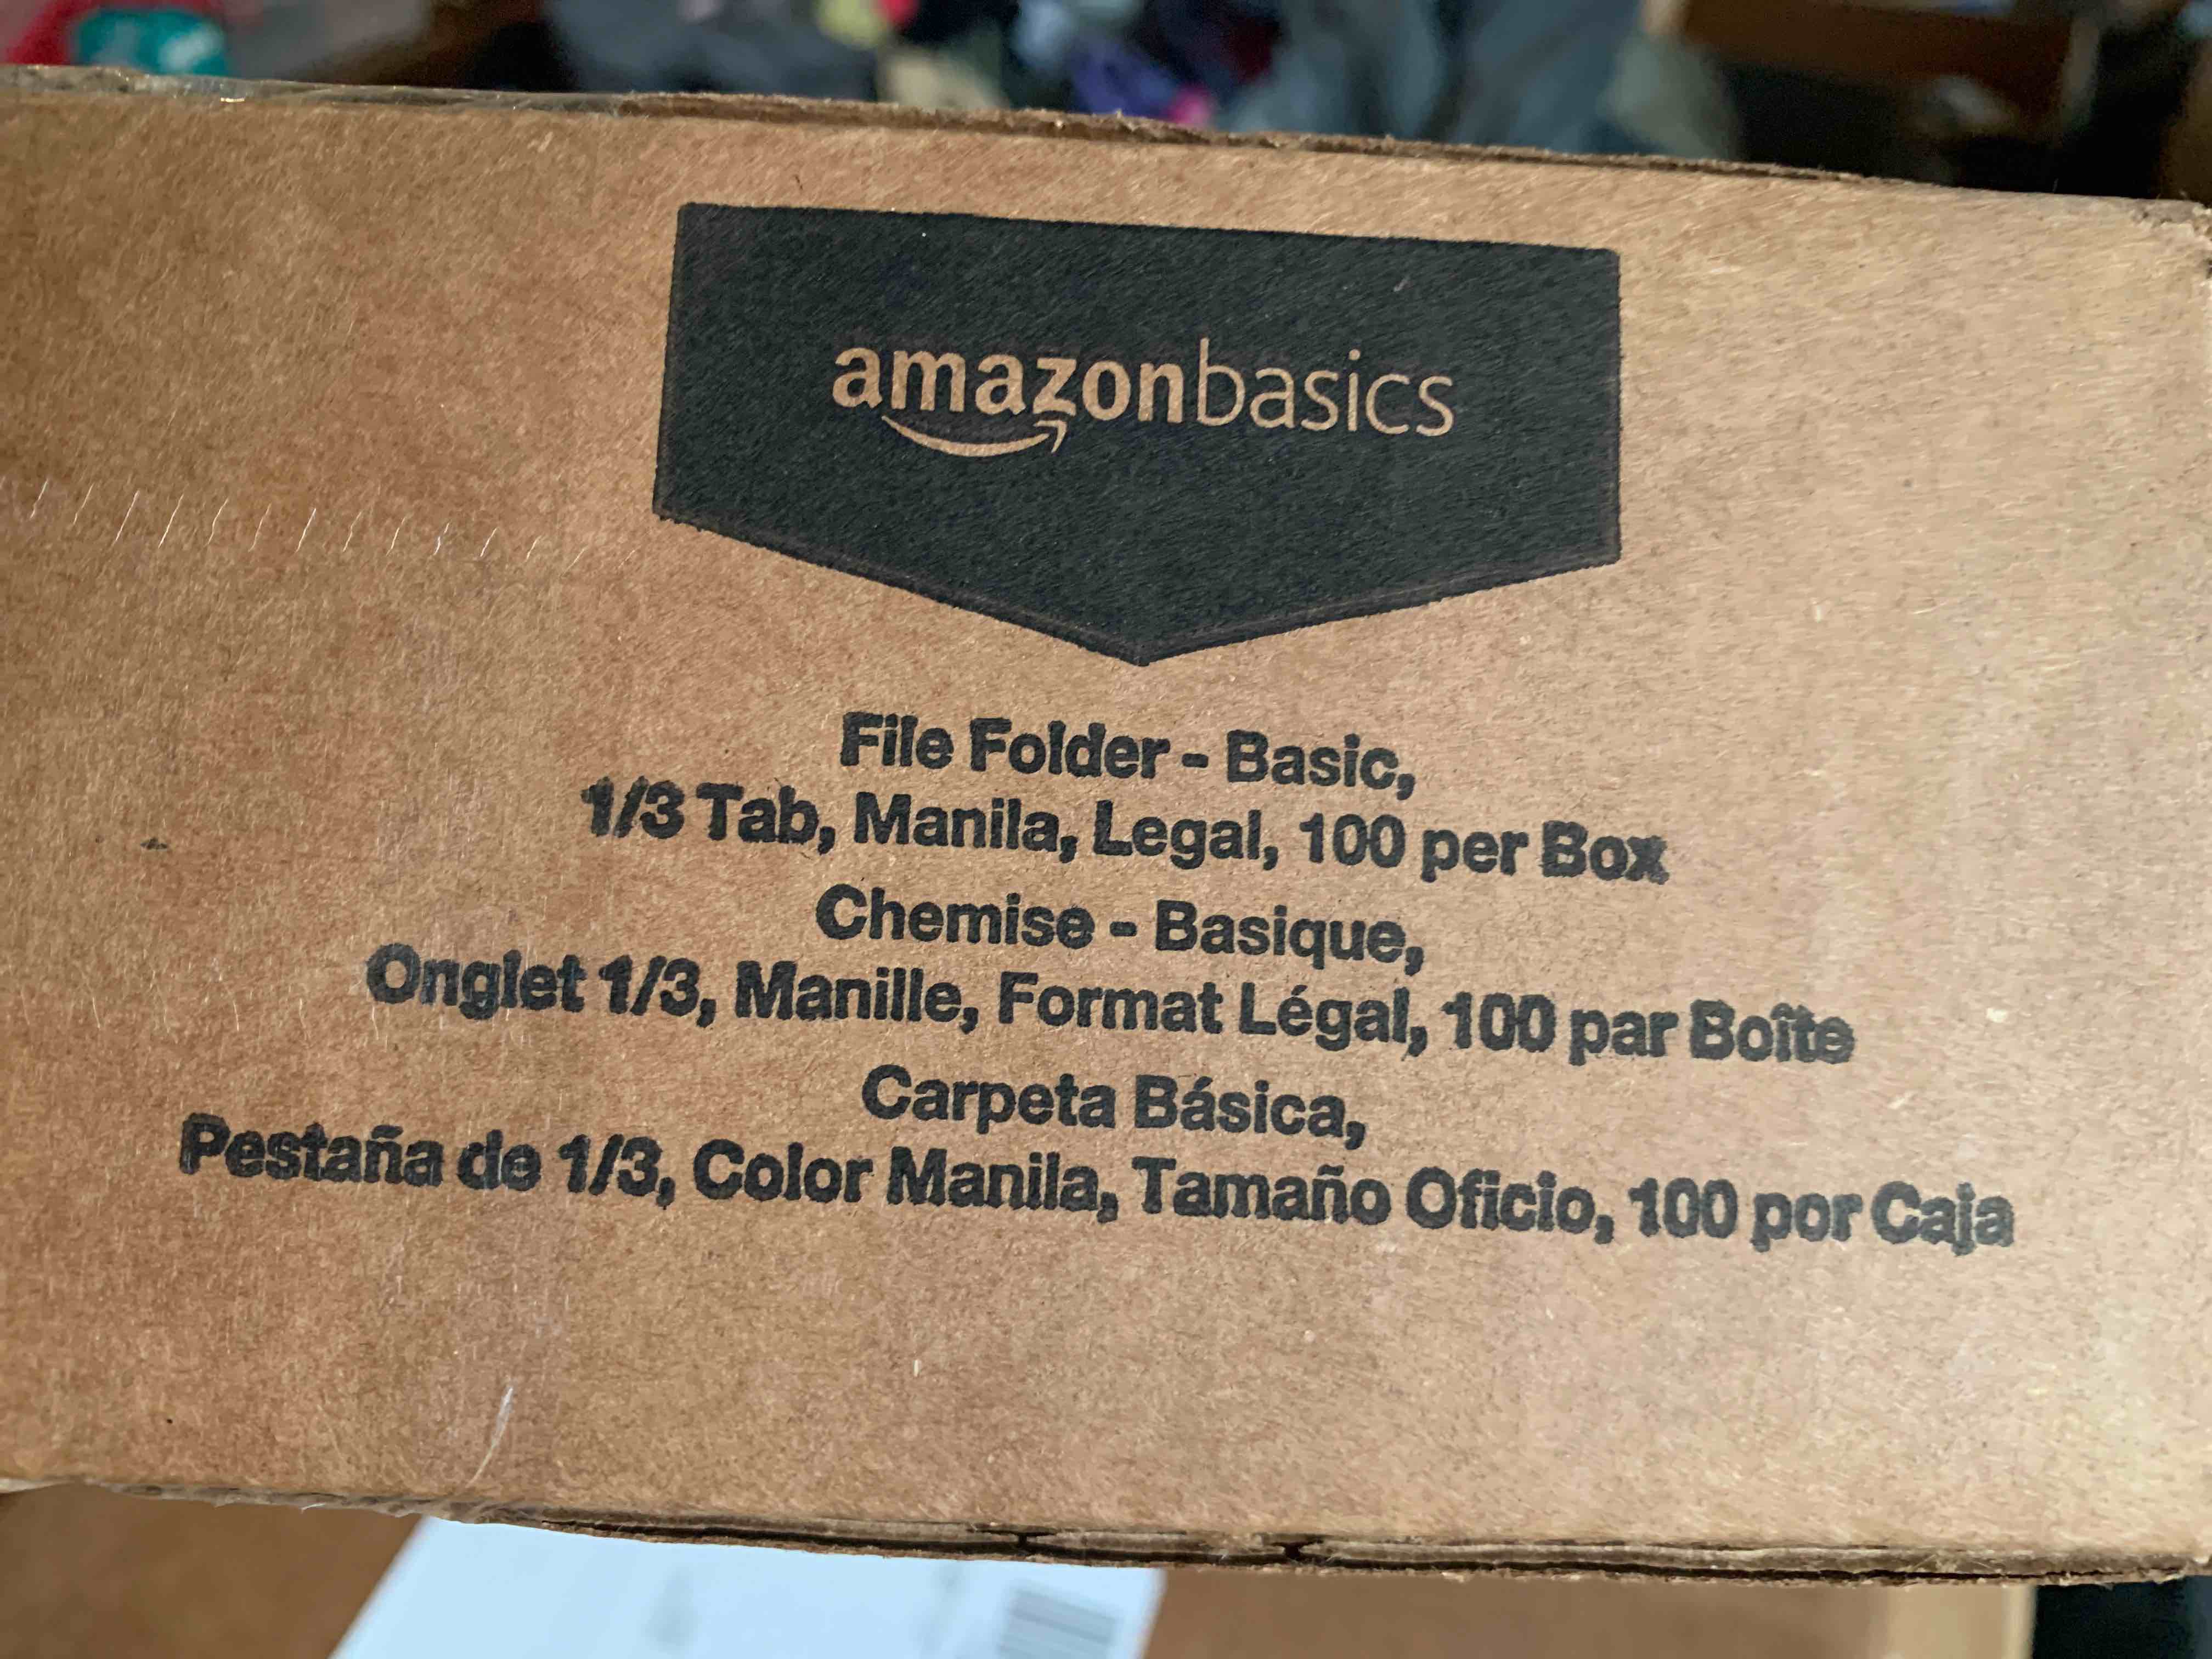 amazonbasics
File Folder - Basic,
1/3 Tab, Manila, Legal, 100 per Box
Chemise - Basique,
Onglet 1/3, Manille, Format Légal, 100 par Boîte
Carpeta Básica,
Pestaña de 1/3, Color Manila, Tamaño Oficio, 100 por Caja